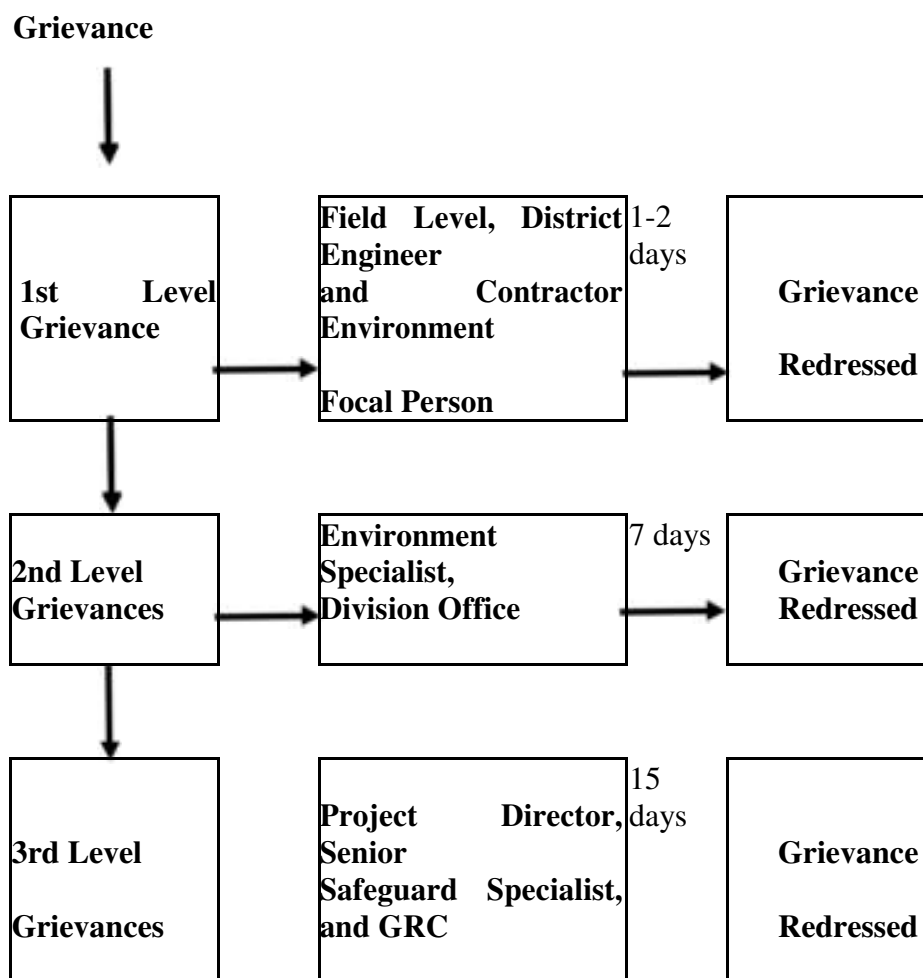 Grievance
1st Level
Grievance
Field Level, District
Engineer
and Contractor
Environment
Focal Person
1-2
days
Grievance
Redressed
2nd Level
Grievances
Environment
Specialist,
Division Office
7 days
Grievance
Redressed
3rd Level
Grievances
Project Director,
Senior
Safeguard Specialist,
and GRC
15
days
Grievance
Redressed